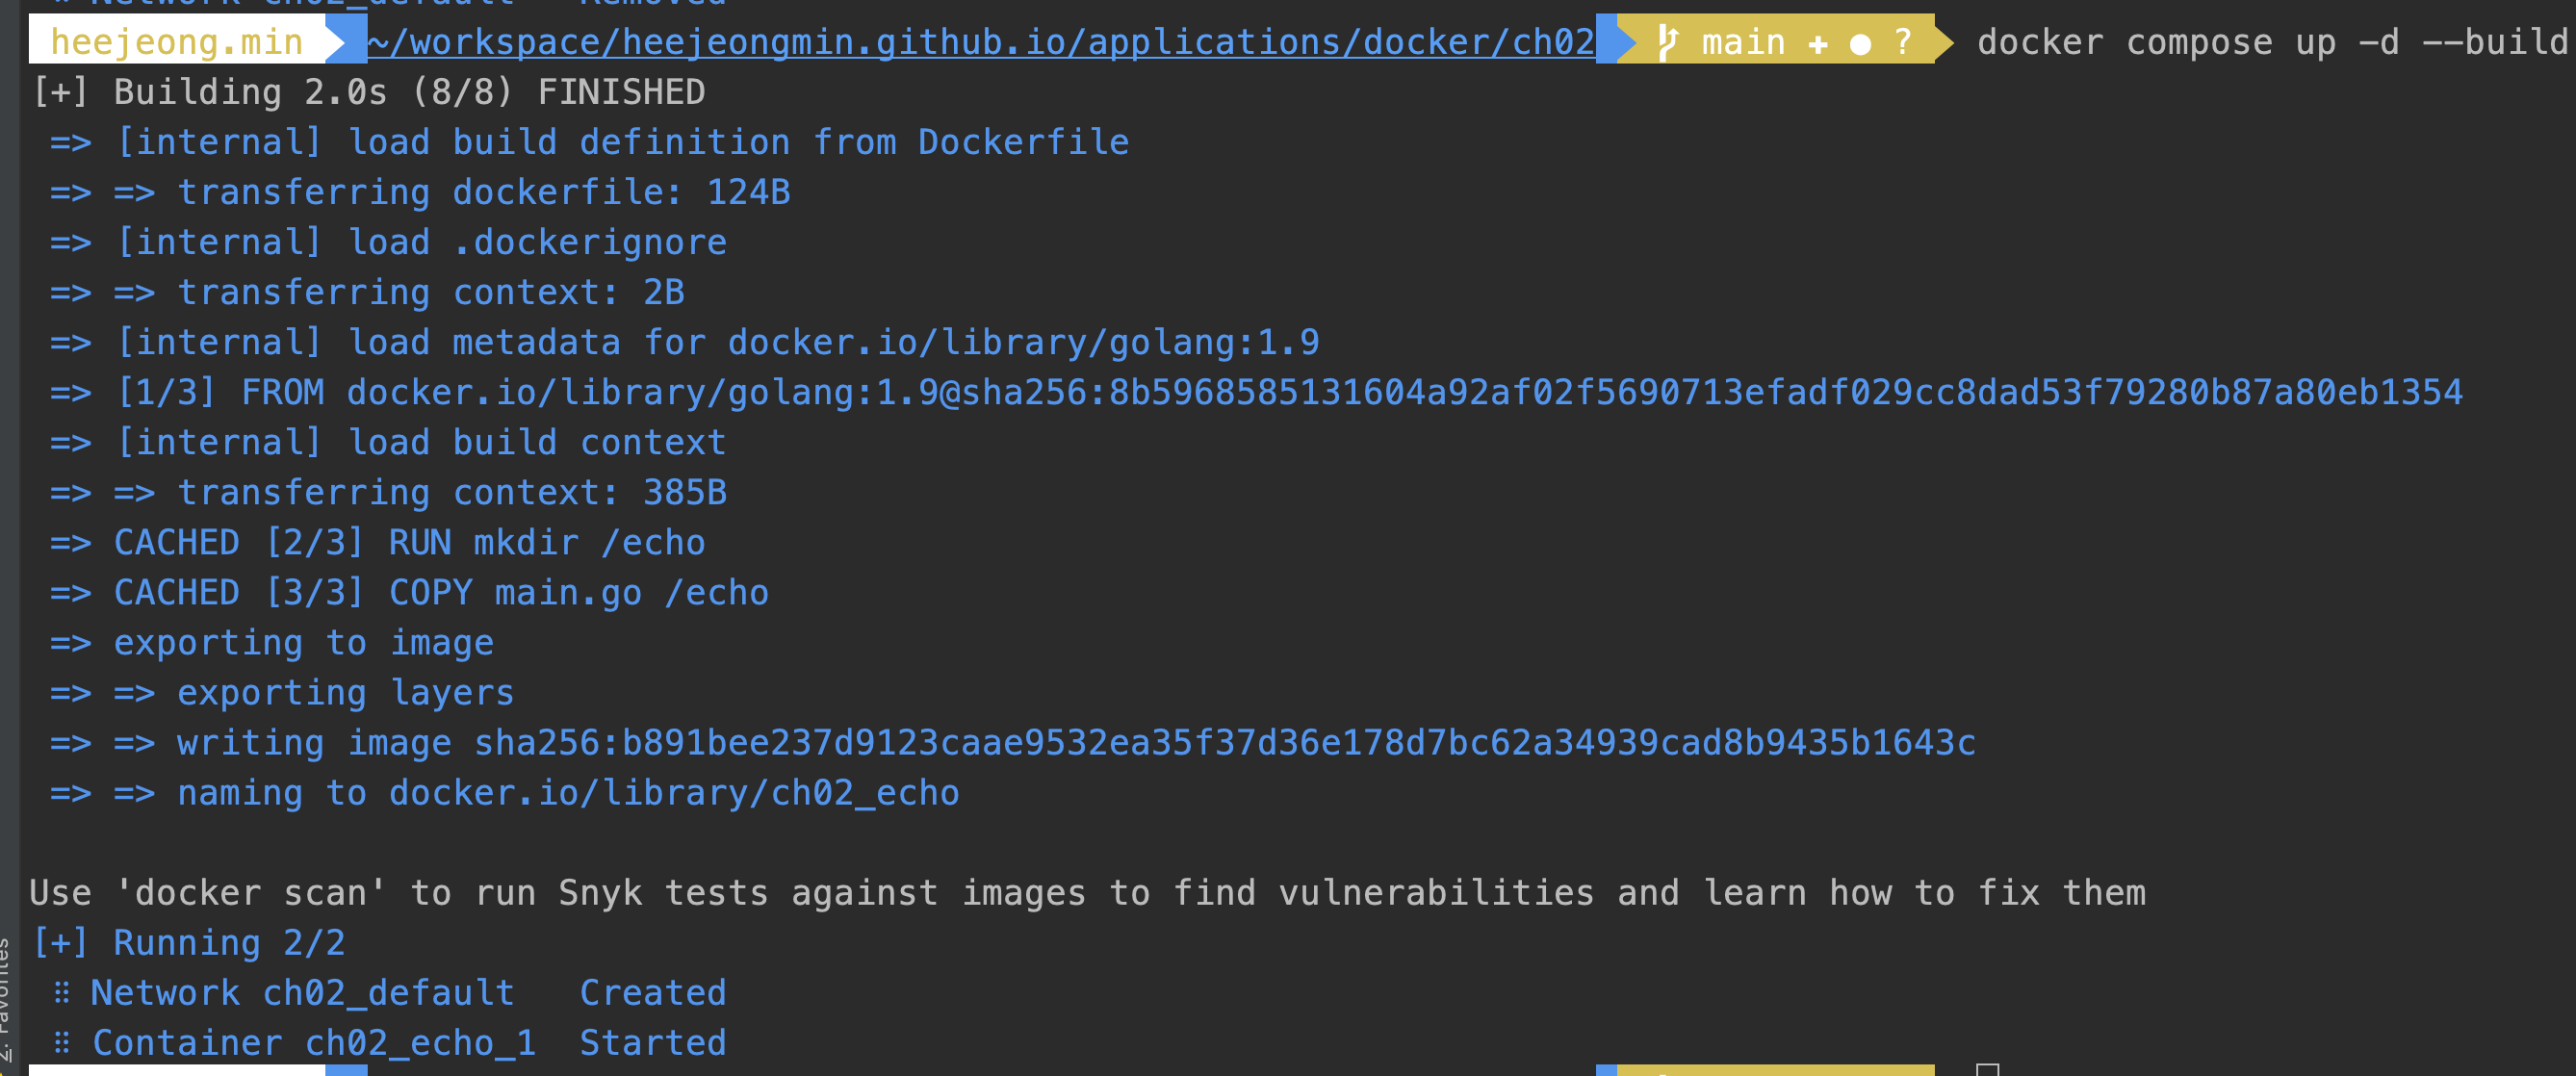 Network ch02_default   Removed
heejeong.min ~/workspace/heejeongmin.github.io/applications/docker/ch02 main + ● ? docker compose up -d --build
[+] Building 2.0s (8/8) FINISHED
=> [internal] load build definition from Dockerfile
=> => transferring dockerfile: 124B
=> [internal] load .dockerignore
=> => transferring context: 2B
=> [internal] load metadata for docker.io/library/golang:1.9
=> [1/3] FROM docker.io/library/golang:1.9@sha256:8b5968585131604a92af02f5690713efadf029cc8dad53f79280b87a80eb1354
=> [internal] load build context
=> => transferring context: 385B
=> CACHED [2/3] RUN mkdir /echo
=> CACHED [3/3] COPY main.go /echo
=> exporting to image
=> => exporting layers
=> => writing image sha256:b891bee237d9123caae9532ea35f37d36e178d7bc62a34939cad8b9435b1643c
=> => naming to docker.io/library/ch02_echo
Use 'docker scan' to run Snyk tests against images to find vulnerabilities and learn how to fix them
[+] Running 2/2
⠿ Network ch02_default   Created
⠿ Container ch02_echo_1  Started
2: Favorites